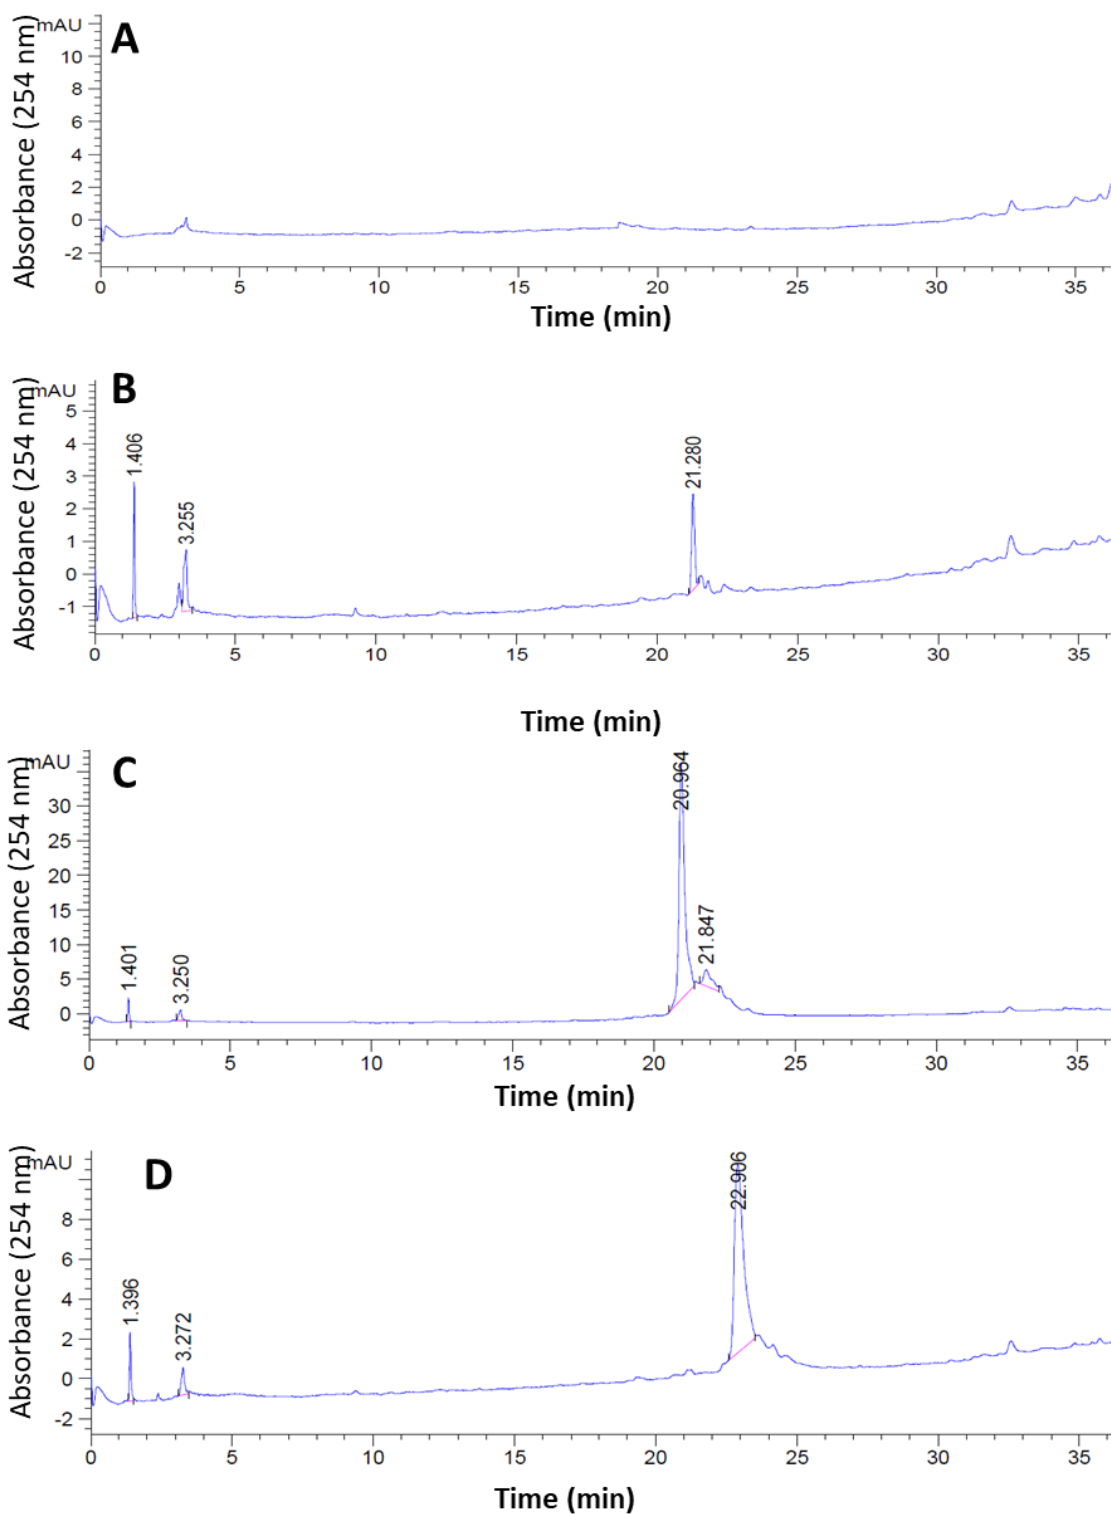 mAU
A
Absorbance (254 nm)
10
8
6
4
2
0
-2
0 5 10 15 20 25 30 35
Time (min)
mAU
B
Absorbance (254 nm)
5
4
3
2
1
0
-1
1.406
3.255
21.280
0 5 10 15 20 25 30 35
Time (min)
mAU
C
Absorbance (254 nm)
30
25
20
15
10
5
0
1.401
3.250
20.964
21.847
0 5 10 15 20 25 30 35
Time (min)
mAU
D
Absorbance (254 nm)
8
6
4
2
0
-2
1.396
3.272
22.906
0 5 10 15 20 25 30 35
Time (min)